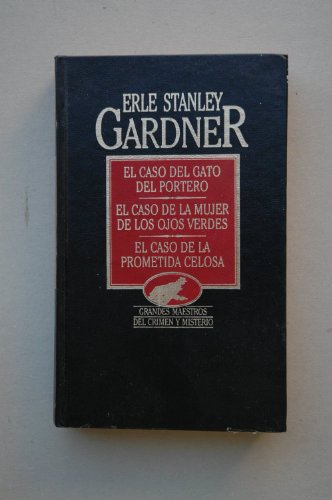 ERLE STANLEY
GARDNER
EL CASO DEL GATO
DEL PORTERO
EL CASO DE LA MUJER
DE LOS OJOS VERDES
EL CASO DE LA
PROMETIDA CELOSA
GRANDES MAESTROS
DEL CRIMEN Y MISTERIO